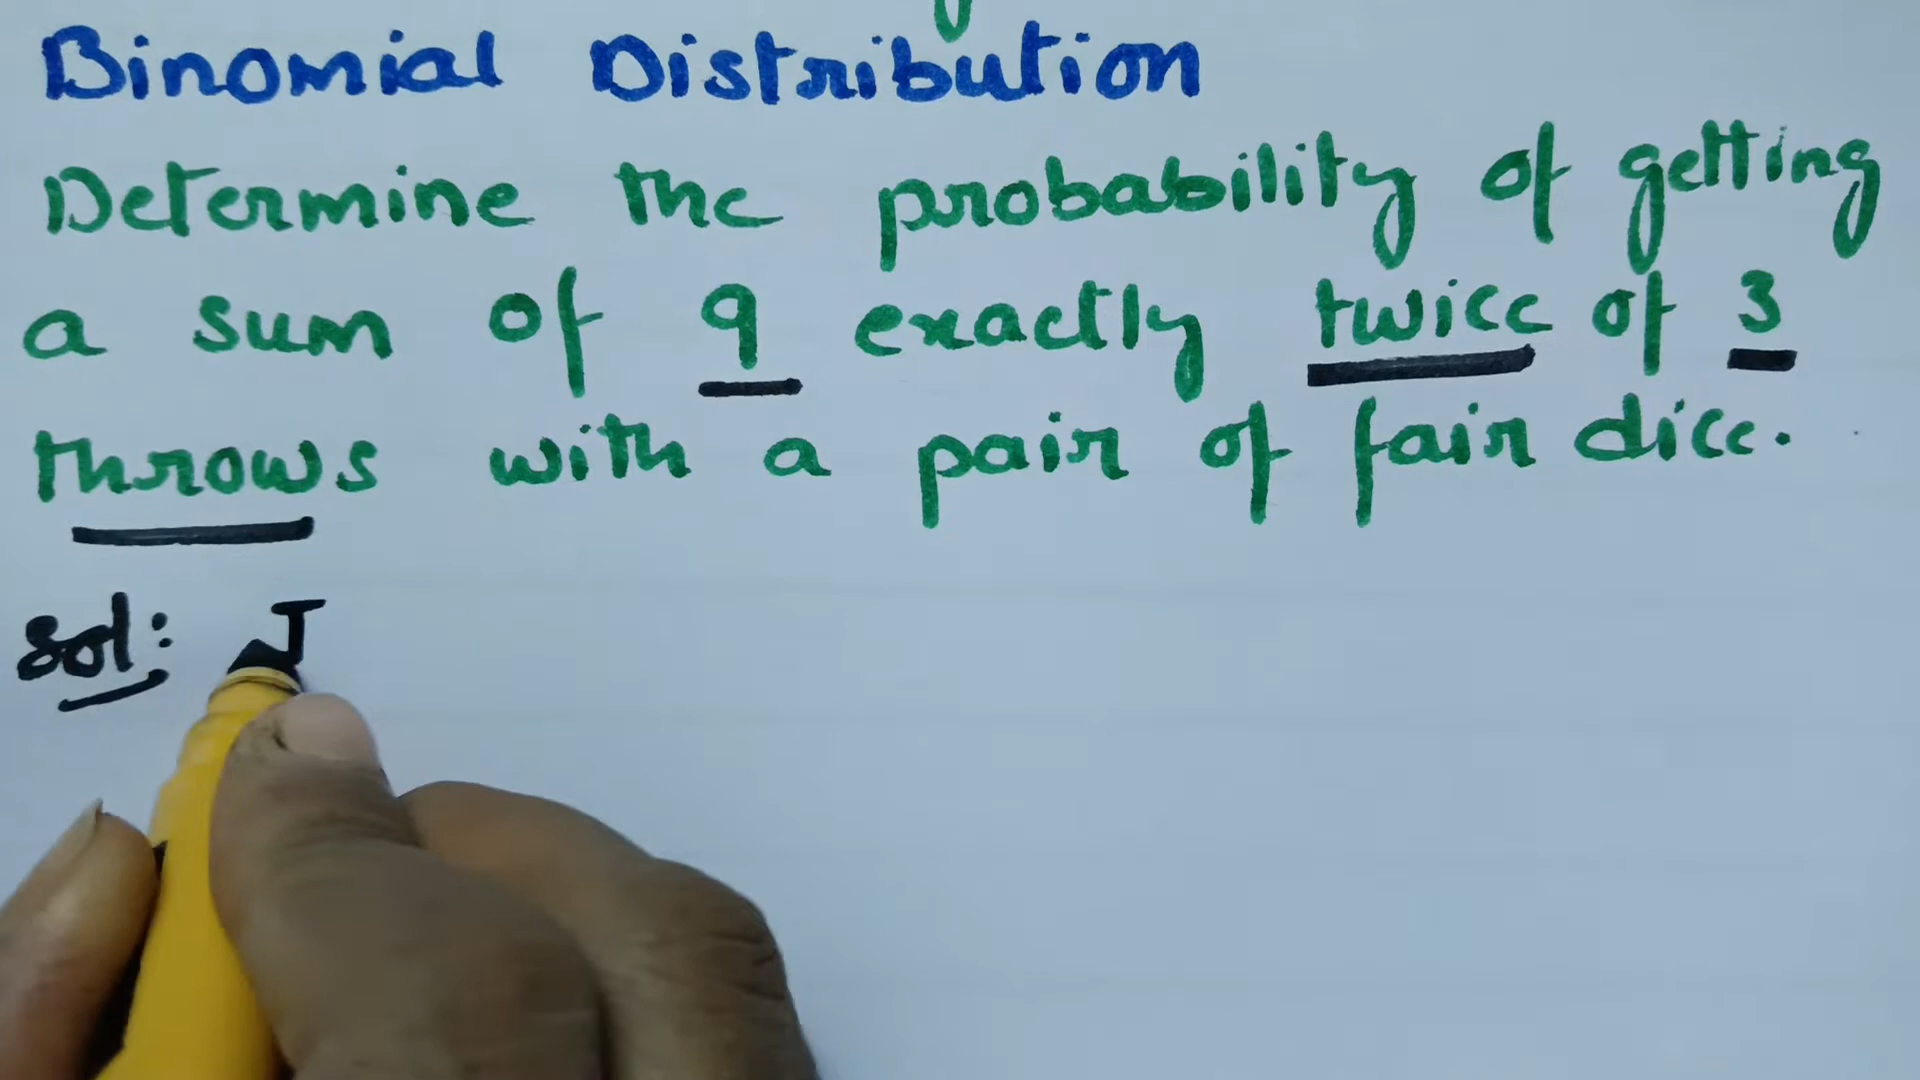 Binomial Distribution
Determine the probability of getting
a sum of 9 exactly twice of 3
throws with a pair of fair dice.
Sol: